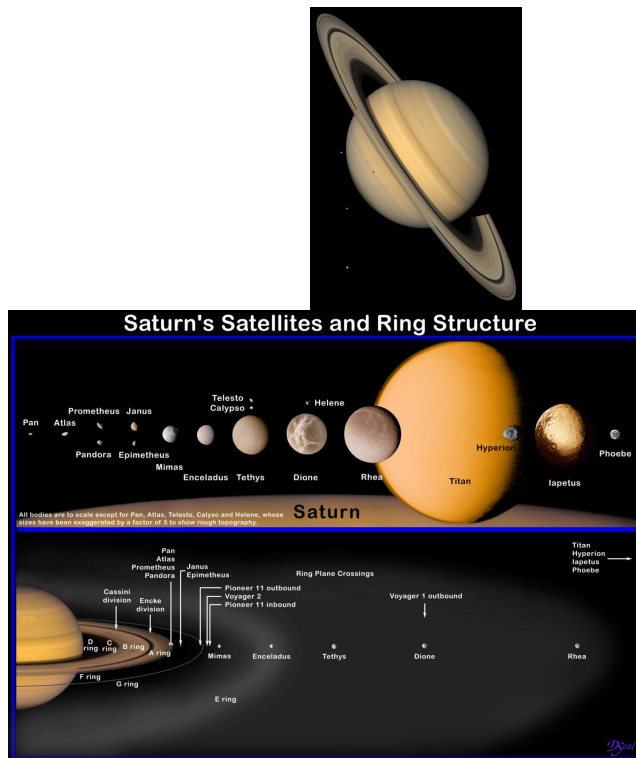 Saturn's Satellites and Ring Structure
Telesto
Calypso
Helene
Prometheus
Janus
Pan
Atlas
Pandora
Epimetheus
Mimas
Enceladus
Tethys
Dione
Rhea
Titan
Hyperion
Iapetus
Phoebe
Saturn
All bodies are to scale except for Pan, Atlas, Telesto, Calyso and Helene, whose
sizes have been exaggerated by a factor of 5 to show rough topography.
Pan
Atlas
Prometheus
Pandora
Janus
Epimetheus
Ring Plane Crossings
Titan
Hyperion
Iapetus
Phoebe
Cassini
division
Encke
division
Pioneer 11 outbound
Voyager 2
Pioneer 11 inbound
Voyager 1 outbound
D
ring
C
ring
B ring
A ring
Mimas
Enceladus
Tethys
Dione
Rhea
F ring
G ring
E ring
DSeal